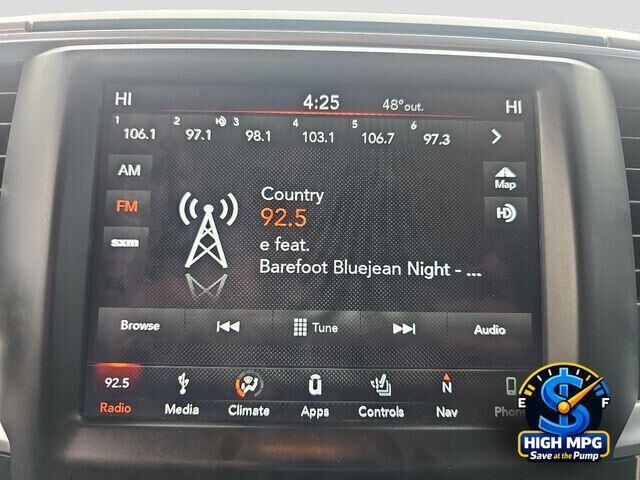 HI 4:25 48°out. HI
1 2 HD 3 4 5 6
106.1 97.1 98.1 103.1 106.7 97.3
AM
Map
Country
FM
92.5
HD
sxm
e feat.
Barefoot Bluejean Night - ...
Browse Tune Audio
92.5 N
Radio Media Climate Apps Controls Nav Phone
E F
HIGH MPG
Save at the Pump